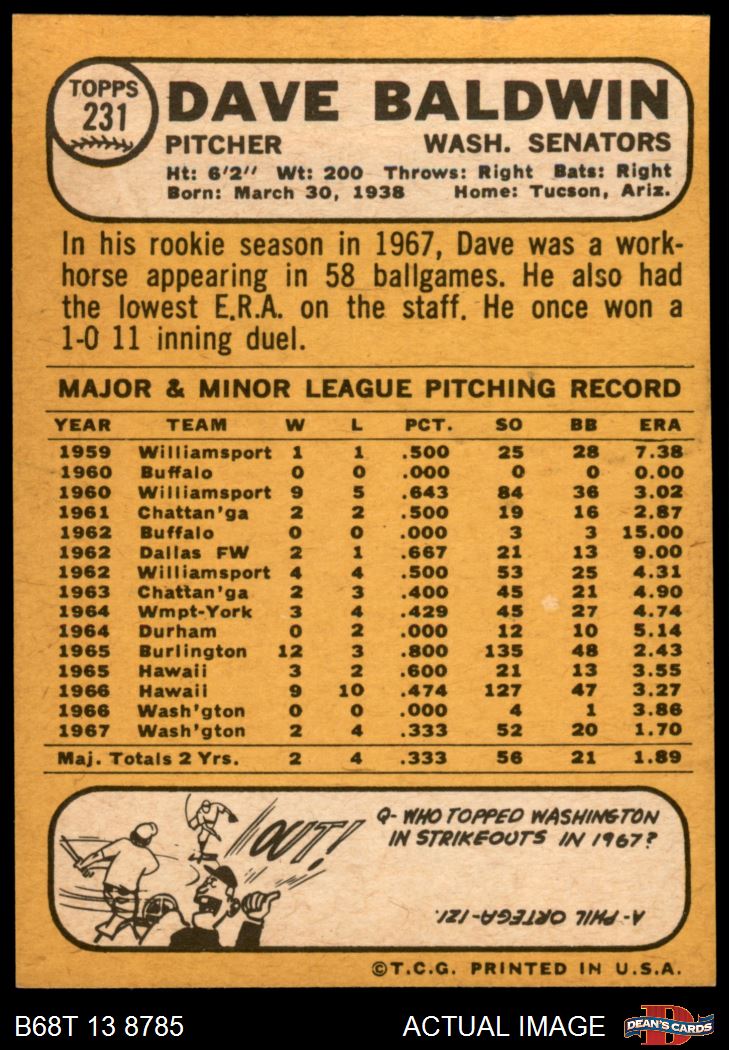 TOPPS
231
DAVE BALDWIN
PITCHER WASH. SENATORS
Ht: 6'2" Wt: 200 Throws: Right Bats: Right
Born: March 30, 1938 Home: Tucson, Ariz.
In his rookie season in 1967, Dave was a work-
horse appearing in 58 ballgames. He also had
the lowest E.R.A. on the staff. He once won a
1-0 11 inning duel.
MAJOR & MINOR LEAGUE PITCHING RECORD
YEAR TEAM W L PCT. SO BB ERA
1959 Williamsport 1 1 .500 25 28 7.38
1960 Buffalo 0 0 .000 0 0 0.00
1960 Williamsport 9 5 .643 84 36 3.02
1961 Chattan'ga 2 2 .500 19 16 2.87
1962 Buffalo 0 0 .000 3 3 15.00
1962 Dallas FW 2 1 .667 21 13 9.00
1962 Williamsport 4 4 .500 53 25 4.31
1963 Chattan'ga 2 3 .400 45 21 4.90
1964 Wmpt-York 3 4 .429 45 27 4.74
1964 Durham 0 2 .000 12 10 5.14
1965 Burlington 12 3 .800 135 48 2.43
1965 Hawaii 3 2 .600 21 13 3.55
1966 Hawaii 9 10 .474 127 47 3.27
1966 Wash'gton 0 0 .000 4 1 3.86
1967 Wash'gton 2 4 .333 52 20 1.70
Maj. Totals 2 Yrs. 2 4 .333 56 21 1.89
OUT!
Q- WHO TOPPED WASHINGTON
IN STRIKEOUTS IN 1967?
A- PHIL ORTEGA-121.
©T.C.G. PRINTED IN U.S.A.
B68T 13 8785 ACTUAL IMAGE DEAN'S CARDS